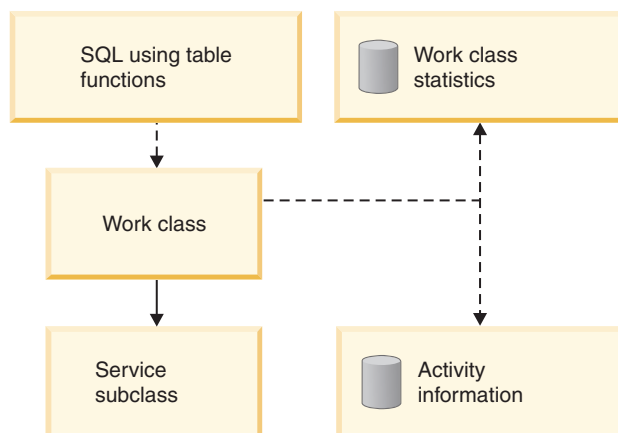 SQL using table
functions
Work class
statistics
Work class
Service
subclass
Activity
information